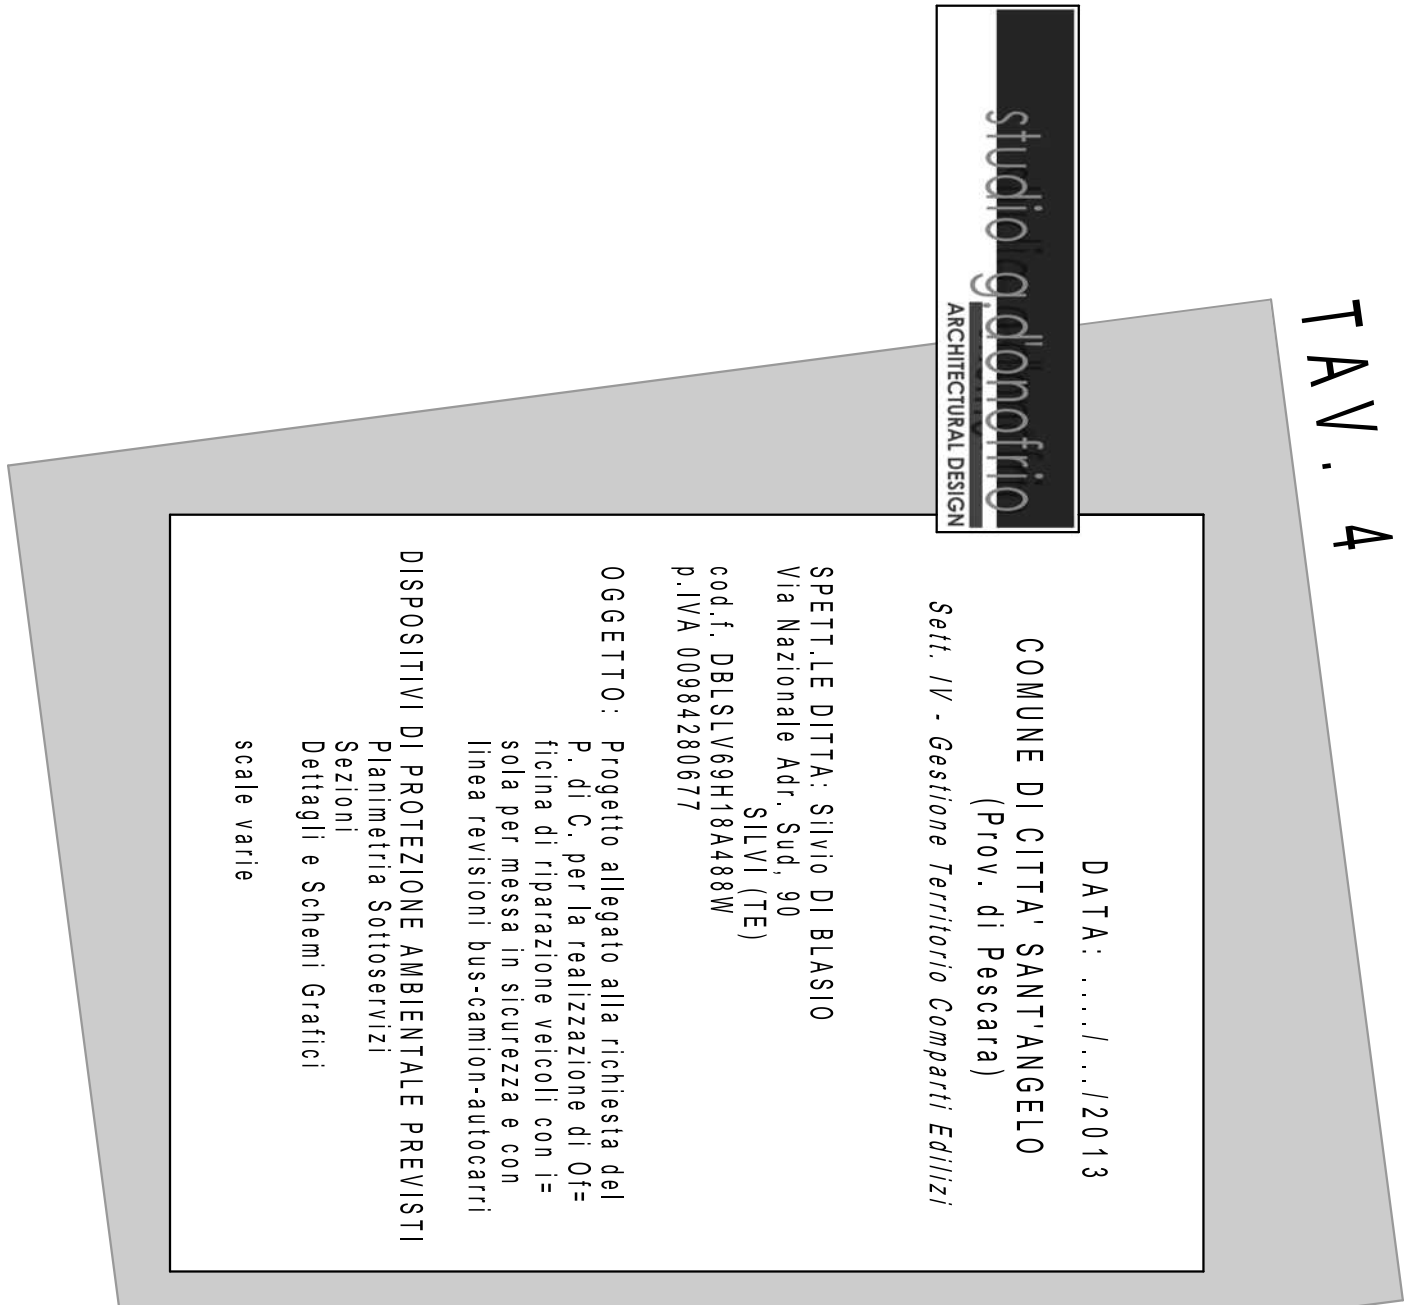 TAV. 4
studio g.d'onofrio
ARCHITECTURAL DESIGN
DATA: ..../..../2013
COMUNE DI CITTA' SANT'ANGELO
(Prov. di Pescara)
Sett. IV - Gestione Territorio Comparti Edilizi
SPETT.LE DITTA: Silvio DI BLASIO
Via Nazionale Adr. Sud, 90
SILVI (TE)
cod.f. DBLSLV69H18A488W
p.IVA 00984280677
OGGETTO: Progetto allegato alla richiesta del
P. di C. per la realizzazione di Of=
ficina di riparazione veicoli con i=
sola per messa in sicurezza e con
linea revisioni bus-camion-autocarri
DISPOSITIVI DI PROTEZIONE AMBIENTALE PREVISTI
Planimetria Sottoservizi
Sezioni
Dettagli e Schemi Grafici
scale varie